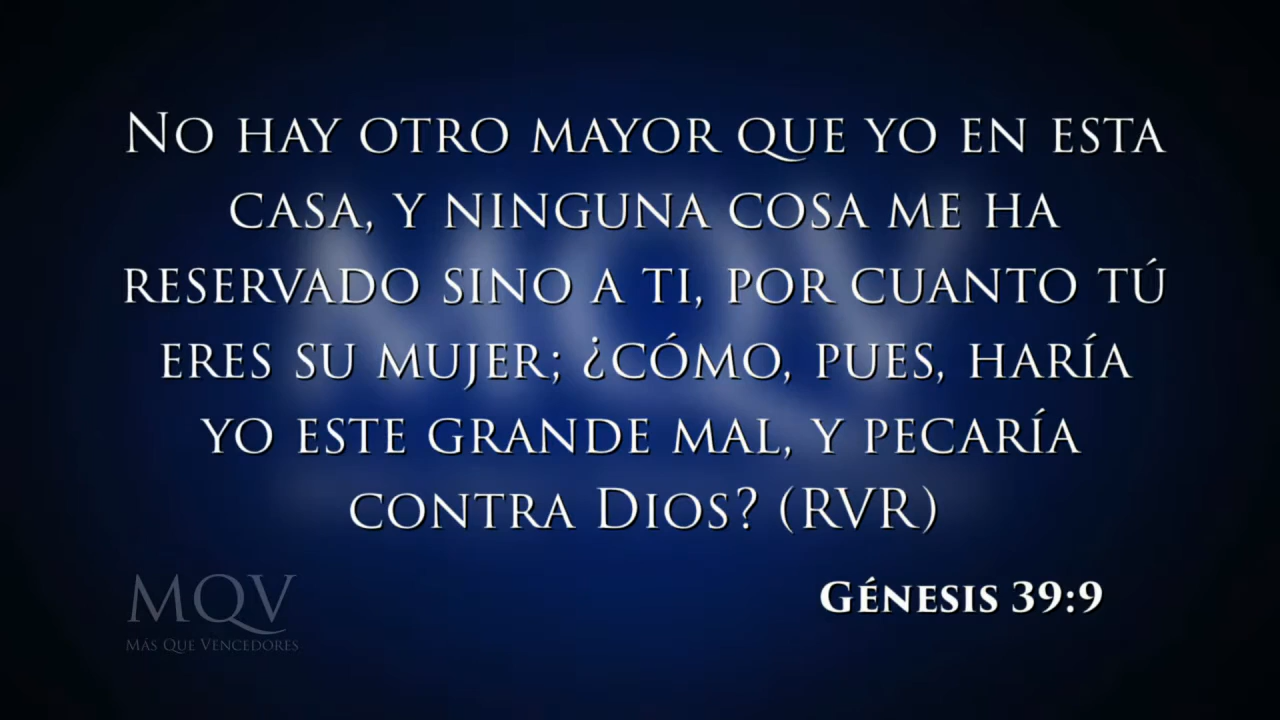 No hay otro mayor que yo en esta
casa, y ninguna cosa me ha
reservado sino a ti, por cuanto tú
eres su mujer; ¿cómo, pues, haría
yo este grande mal, y pecaría
contra Dios? (RVR)
Génesis 39:9
MQV
Más Que Vencedores